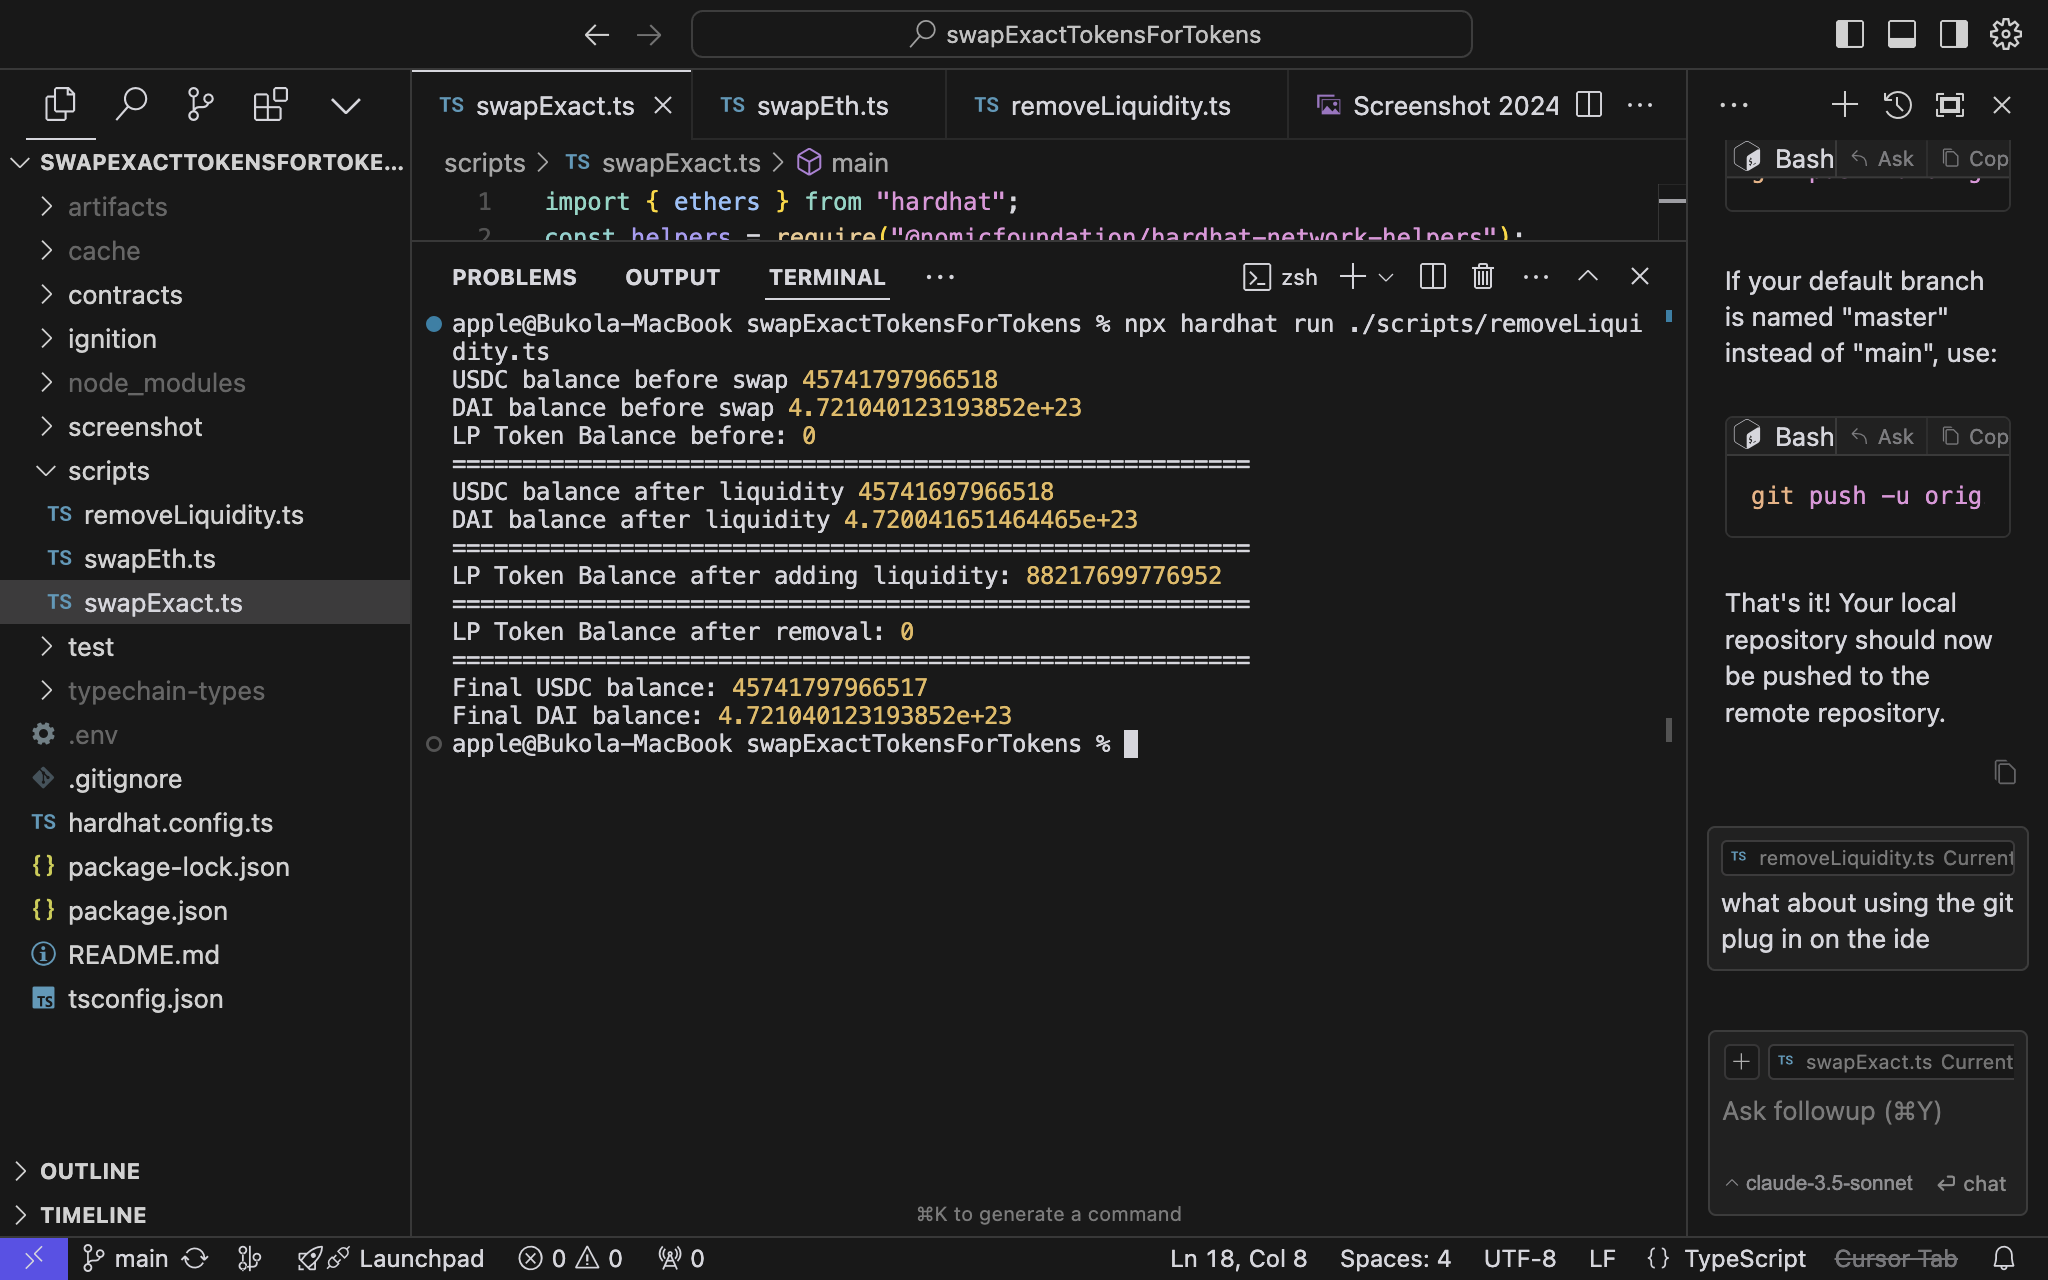 swapExactTokensForTokens
TS swapExact.ts
TS swapEth.ts
TS removeLiquidity.ts
Screenshot 2024
SWAPEXACTTOKENSFORTOKE...
artifacts
cache
contracts
ignition
node_modules
screenshot
scripts
TS removeLiquidity.ts
TS swapEth.ts
TS swapExact.ts
test
typechain-types
.env
.gitignore
TS hardhat.config.ts
{} package-lock.json
{} package.json
README.md
TS tsconfig.json
OUTLINE
TIMELINE
scripts > TS swapExact.ts > main
1 import { ethers } from "hardhat";
2 const helpers = require("@nomicfoundation/hardhat-network-helpers");
PROBLEMS OUTPUT TERMINAL ... zsh
apple@Bukola-MacBook swapExactTokensForTokens % npx hardhat run ./scripts/removeLiqui
dity.ts
USDC balance before swap 45741797966518
DAI balance before swap 4.721040123193852e+23
LP Token Balance before: 0
=========================================================
USDC balance after liquidity 45741697966518
DAI balance after liquidity 4.720041651464465e+23
=========================================================
LP Token Balance after adding liquidity: 88217699776952
=========================================================
LP Token Balance after removal: 0
=========================================================
Final USDC balance: 45741797966517
Final DAI balance: 4.721040123193852e+23
apple@Bukola-MacBook swapExactTokensForTokens %
⌘K to generate a command
Bash Ask Cop
If your default branch
is named "master"
instead of "main", use:
Bash Ask Cop
git push -u orig
That's it! Your local
repository should now
be pushed to the
remote repository.
TS removeLiquidity.ts Current
what about using the git
plug in on the ide
+ TS swapExact.ts Current
Ask followup (⌘Y)
claude-3.5-sonnet chat
main Launchpad 0 0 0
Ln 18, Col 8 Spaces: 4 UTF-8 LF {} TypeScript Cursor Tab